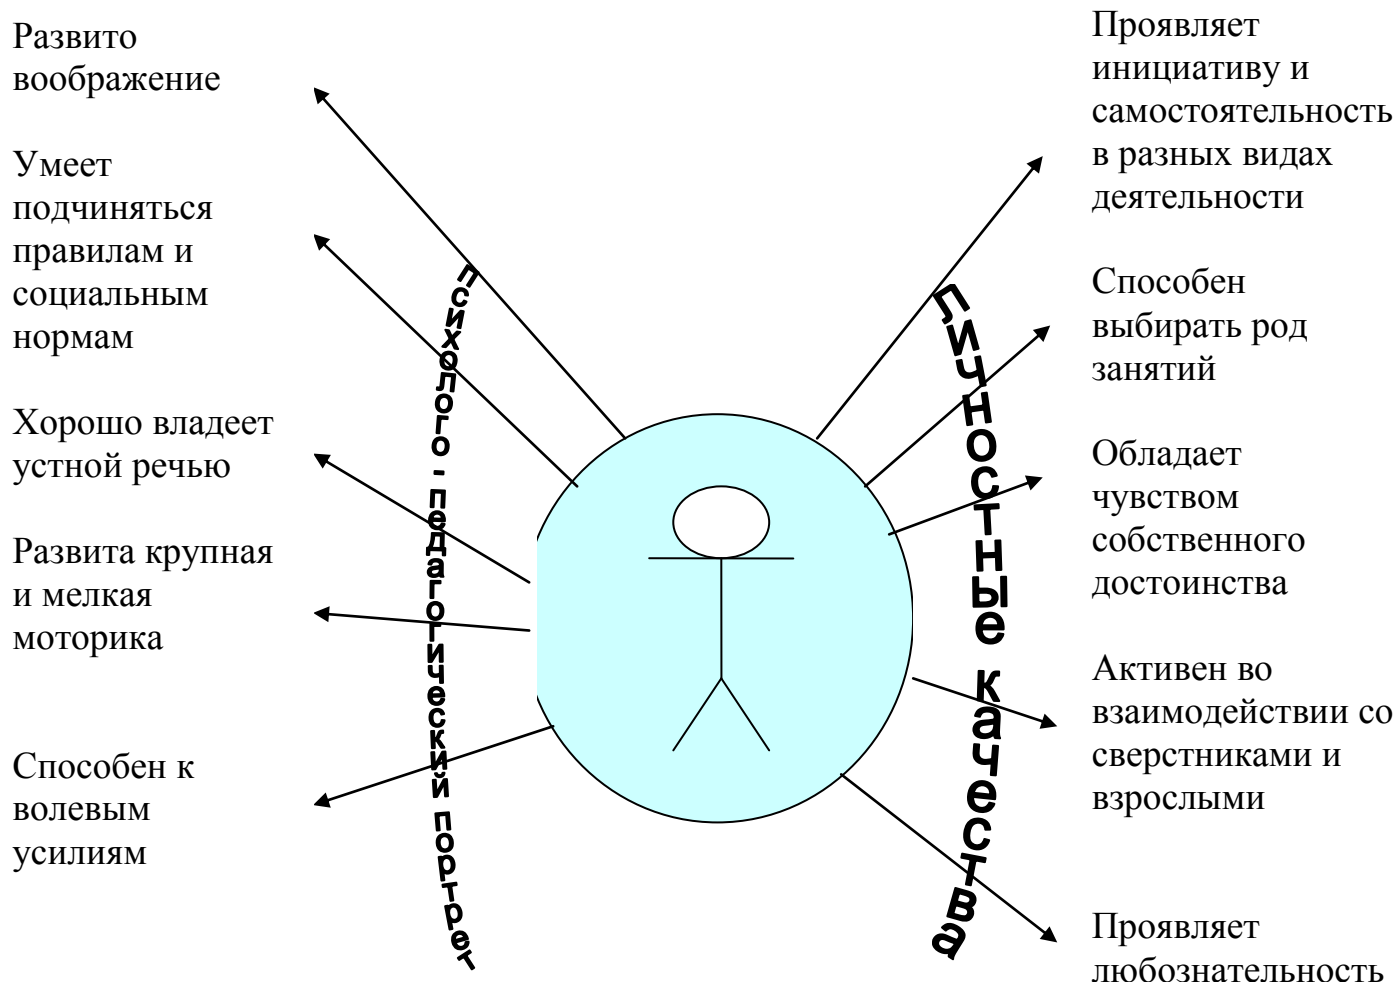 Развито
воображение
Умеет
подчиняться
правилам и
социальным
нормам
Хорошо владеет
устной речью
Развита крупная
и мелкая
моторика
Способен к
волевым
усилиям
психолого - педагогический портрет
личностные качества
Проявляет
инициативу и
самостоятельность
в разных видах
деятельности
Способен
выбирать род
занятий
Обладает
чувством
собственного
достоинства
Активен во
взаимодействии со
сверстниками и
взрослыми
Проявляет
любознательность